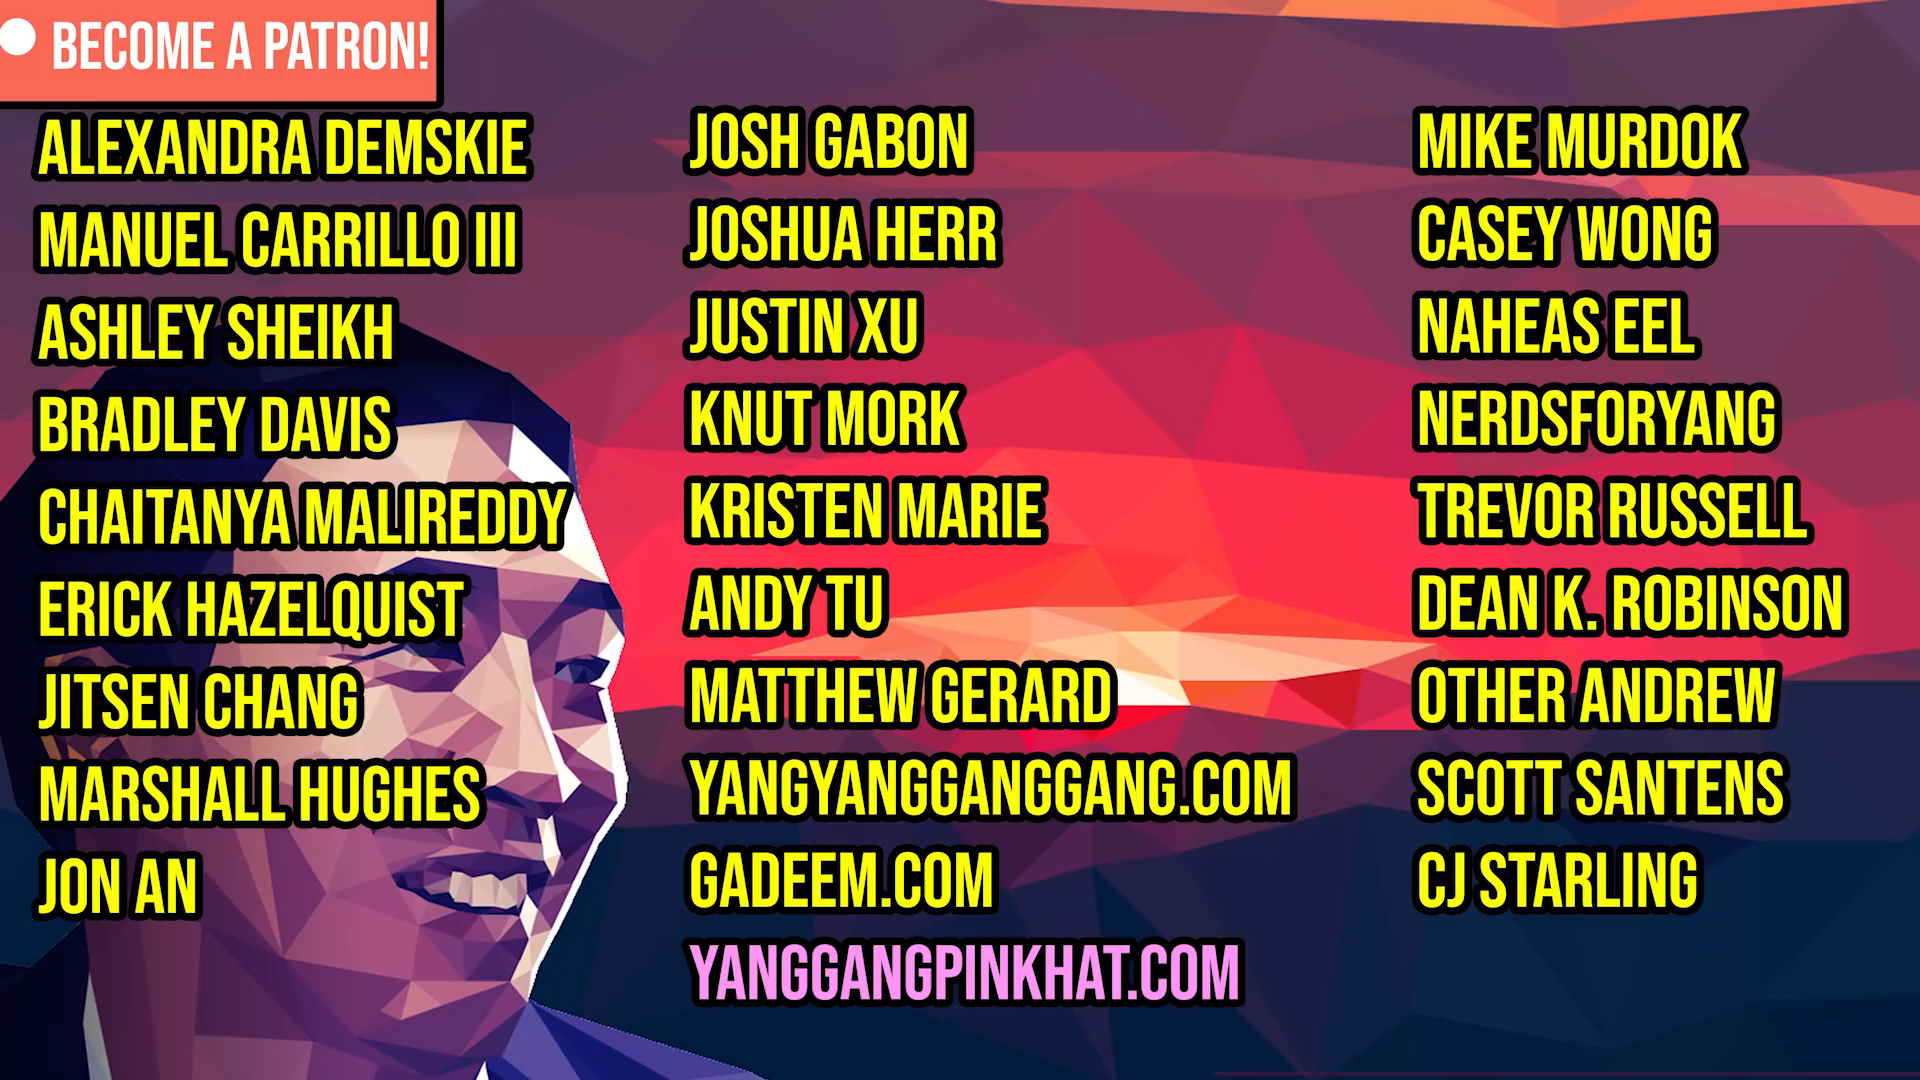 BECOME A PATRON!
ALEXANDRA DEMSKIE
MANUEL CARRILLO III
ASHLEY SHEIKH
BRADLEY DAVIS
CHAITANYA MALIREDDY
ERICK HAZELQUIST
JITSEN CHANG
MARSHALL HUGHES
JON AN
JOSH GABON
JOSHUA HERR
JUSTIN XU
KNUT MORK
KRISTEN MARIE
ANDY TU
MATTHEW GERARD
YANGYANGGANGGANG.COM
GADEEM.COM
YANGGANGPINKHAT.COM
MIKE MURDOK
CASEY WONG
NAHEAS EEL
NERDSFORYANG
TREVOR RUSSELL
DEAN K. ROBINSON
OTHER ANDREW
SCOTT SANTENS
CJ STARLING